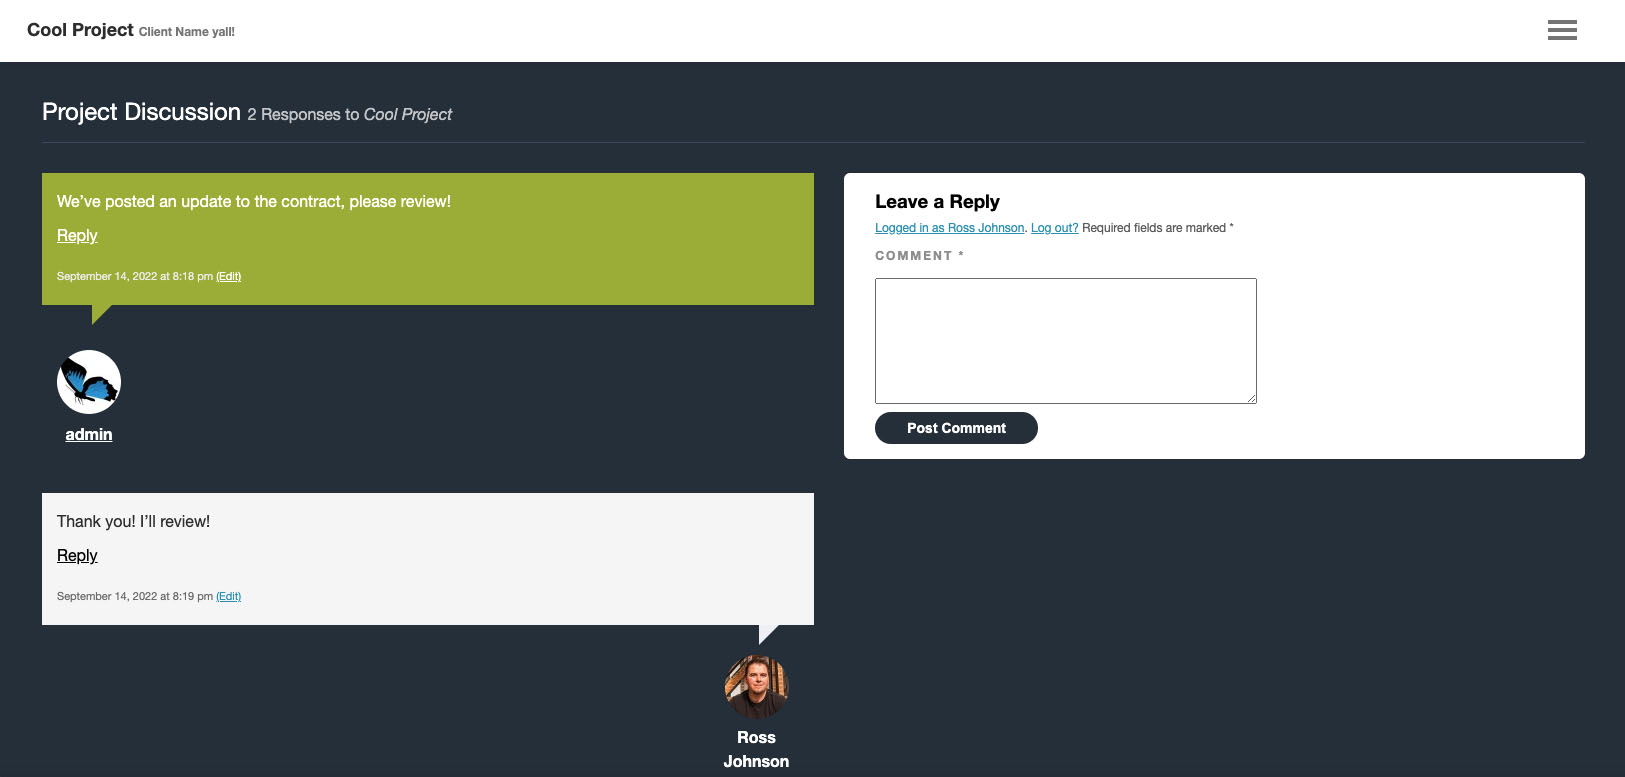 Cool Project Client Name yall!
Project Discussion 2 Responses to Cool Project
We’ve posted an update to the contract, please review!
Reply
September 14, 2022 at 8:18 pm (Edit)
admin
Thank you! I’ll review!
Reply
September 14, 2022 at 8:19 pm (Edit)
Ross
Johnson
Leave a Reply
Logged in as Ross Johnson. Log out? Required fields are marked *
COMMENT *
Post Comment